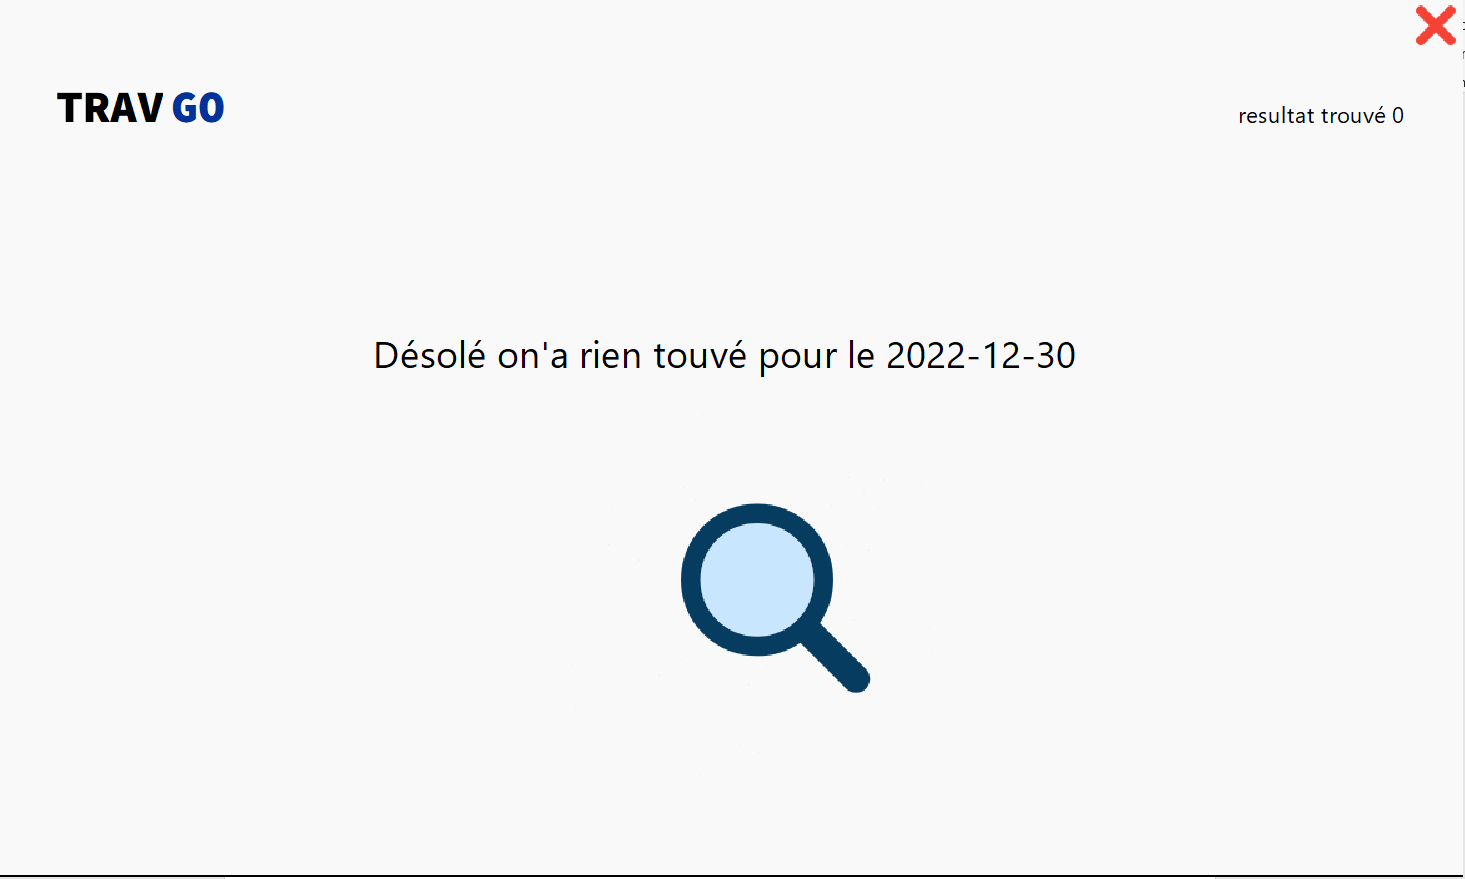 TRAV GO
resultat trouvé 0
Désolé on'a rien touvé pour le 2022-12-30